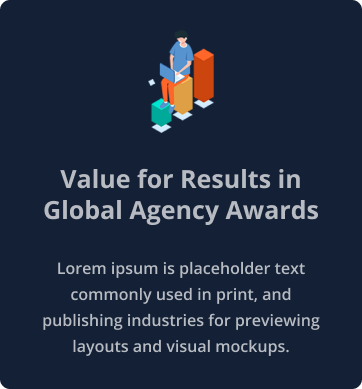 Value for Results in
Global Agency Awards
Lorem ipsum is placeholder text
commonly used in print, and
publishing industries for previewing
layouts and visual mockups.